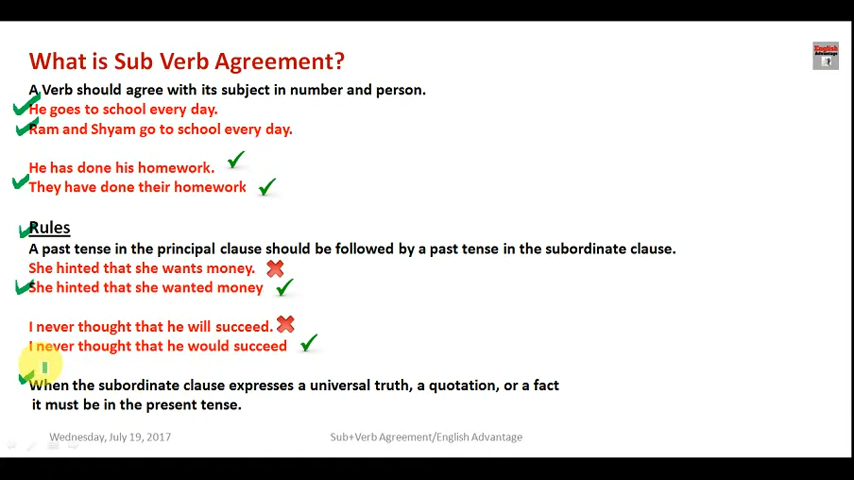 What is Sub Verb Agreement?
English
Advantage
A Verb should agree with its subject in number and person.
He goes to school every day.
Ram and Shyam go to school every day.
He has done his homework.
They have done their homework
Rules
A past tense in the principal clause should be followed by a past tense in the subordinate clause.
She hinted that she wants money.
She hinted that she wanted money
I never thought that he will succeed.
I never thought that he would succeed
When the subordinate clause expresses a universal truth, a quotation, or a fact
it must be in the present tense.
Wednesday, July 19, 2017
Sub+Verb Agreement/English Advantage